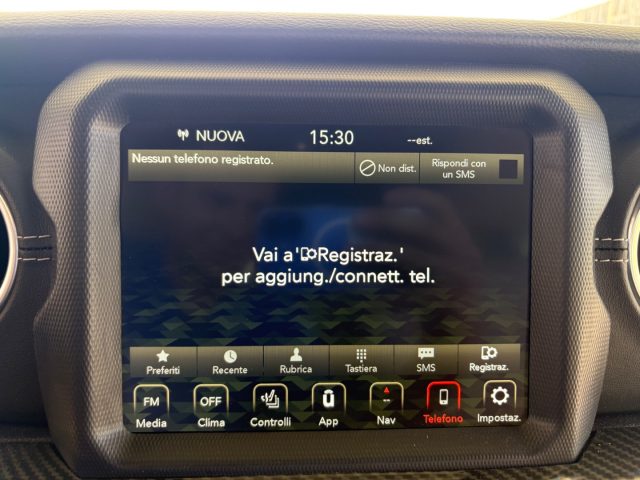 NUOVA 15:30 --est.
Nessun telefono registrato. Non dist. Rispondi con
un SMS
Vai a'Registraz.'
per aggiung./connett. tel.
Preferiti Recente Rubrica Tastiera SMS Registraz.
FM OFF --
Media Clima Controlli App Nav Telefono Impostaz.